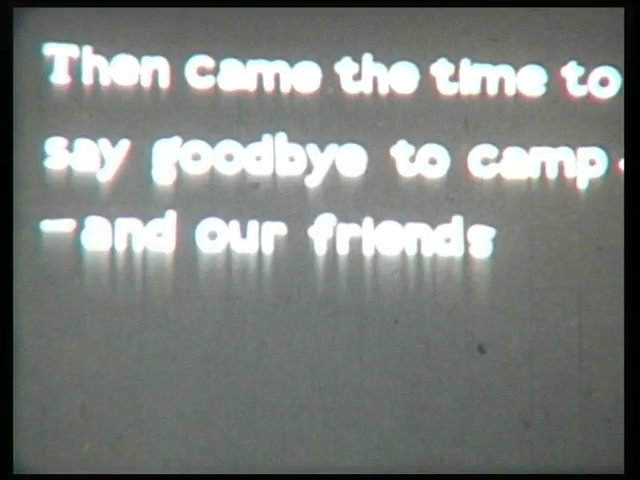 Then came the time to
say goodbye to camp -
-and our friends